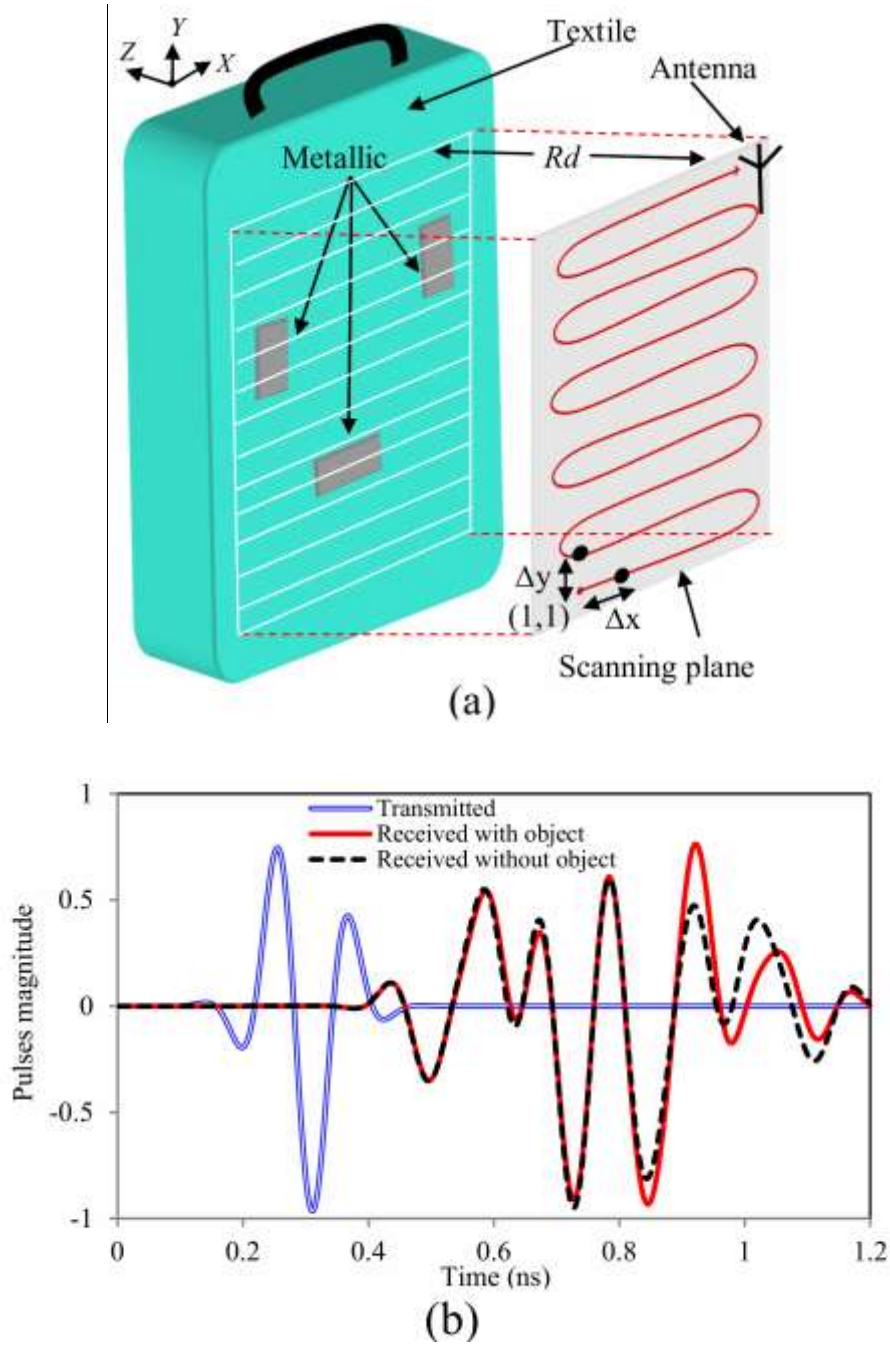 Y
Z
X
Textile
Antenna
Metallic
Rd
Δy
(1,1)
Δx
Scanning plane
(a)
1
0.5
0
-0.5
-1
Pulses magnitude
Transmitted
Received with object
Received without object
0 0.2 0.4 0.6 0.8 1 1.2
Time (ns)
(b)